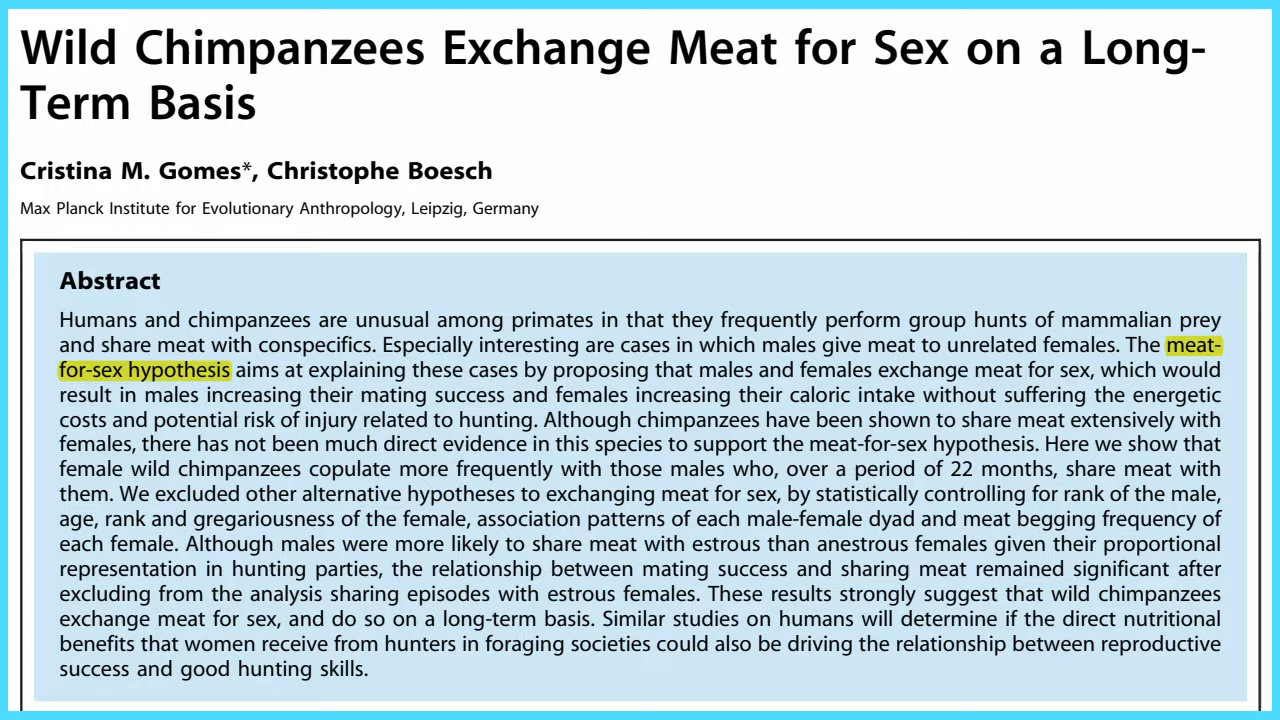 Wild Chimpanzees Exchange Meat for Sex on a Long-
Term Basis
Cristina M. Gomes*, Christophe Boesch
Max Planck Institute for Evolutionary Anthropology, Leipzig, Germany
Abstract
Humans and chimpanzees are unusual among primates in that they frequently perform group hunts of mammalian prey
and share meat with conspecifics. Especially interesting are cases in which males give meat to unrelated females. The meat-
for-sex hypothesis aims at explaining these cases by proposing that males and females exchange meat for sex, which would
result in males increasing their mating success and females increasing their caloric intake without suffering the energetic
costs and potential risk of injury related to hunting. Although chimpanzees have been shown to share meat extensively with
females, there has not been much direct evidence in this species to support the meat-for-sex hypothesis. Here we show that
female wild chimpanzees copulate more frequently with those males who, over a period of 22 months, share meat with
them. We excluded other alternative hypotheses to exchanging meat for sex, by statistically controlling for rank of the male,
age, rank and gregariousness of the female, association patterns of each male-female dyad and meat begging frequency of
each female. Although males were more likely to share meat with estrous than anestrous females given their proportional
representation in hunting parties, the relationship between mating success and sharing meat remained significant after
excluding from the analysis sharing episodes with estrous females. These results strongly suggest that wild chimpanzees
exchange meat for sex, and do so on a long-term basis. Similar studies on humans will determine if the direct nutritional
benefits that women receive from hunters in foraging societies could also be driving the relationship between reproductive
success and good hunting skills.